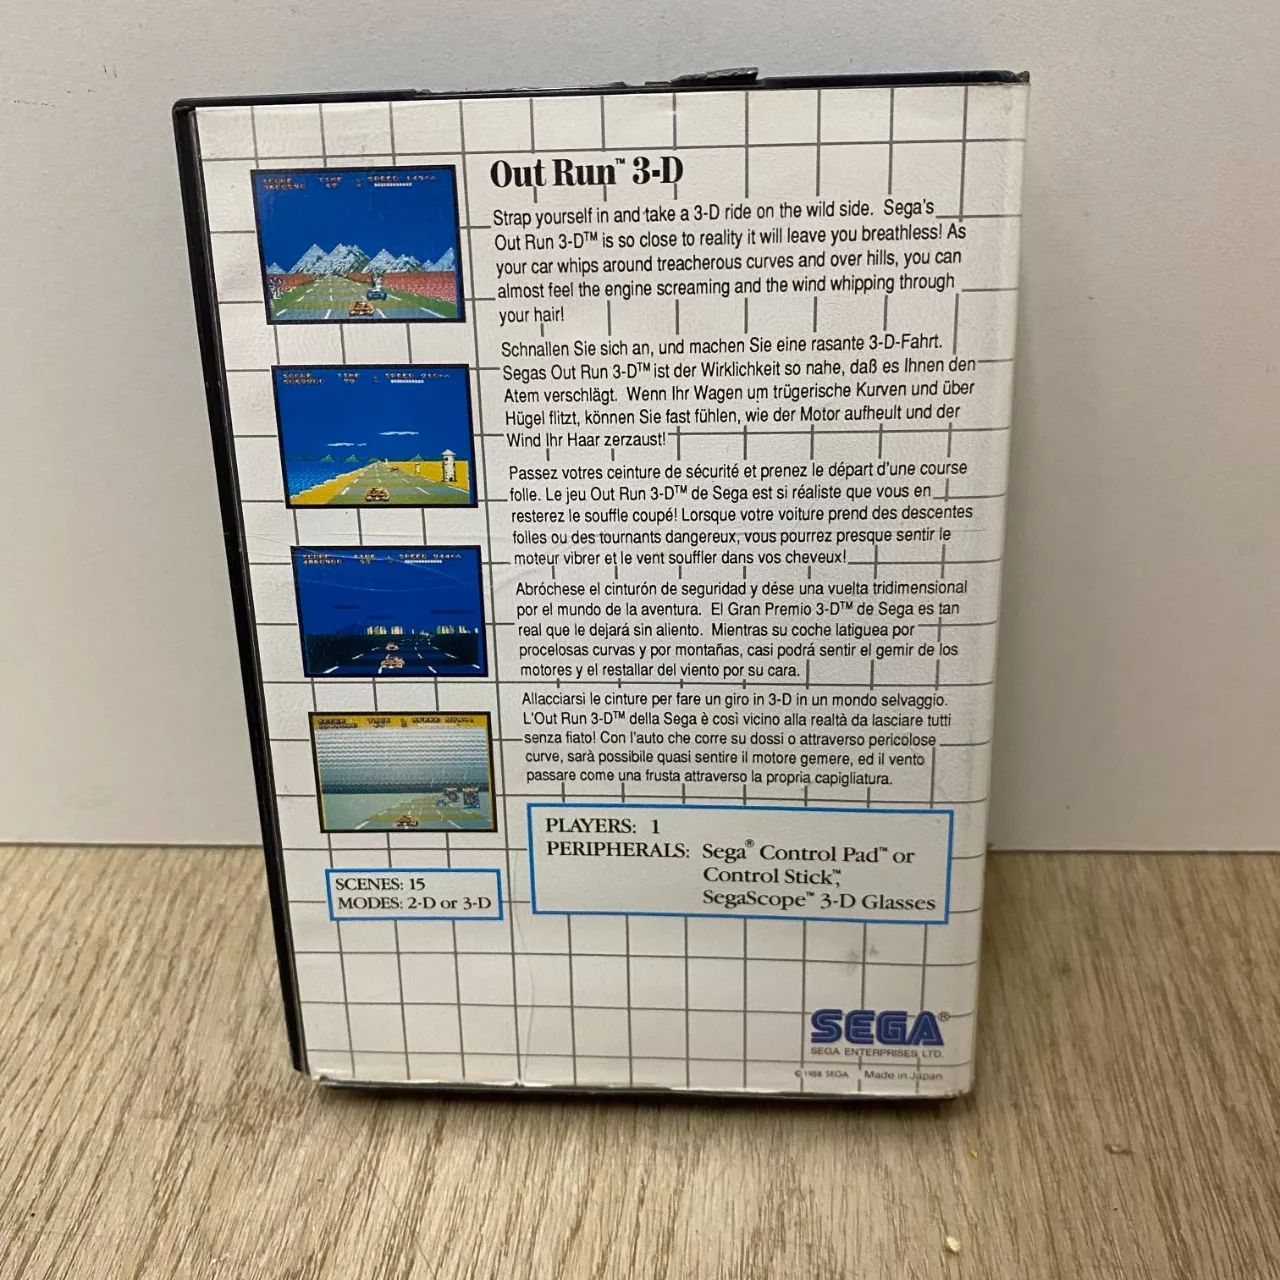 Out Run™ 3-D
Strap yourself in and take a 3-D ride on the wild side. Sega's
Out Run 3-D™ is so close to reality it will leave you breathless! As
your car whips around treacherous curves and over hills, you can
almost feel the engine screaming and the wind whipping through
your hair!
Schnallen Sie sich an, und machen Sie eine rasante 3-D-Fahrt.
Segas Out Run 3-D™ ist der Wirklichkeit so nahe, daß es Ihnen den
Atem verschlägt. Wenn Ihr Wagen um trügerische Kurven und über
Hügel flitzt, können Sie fast fühlen, wie der Motor aufheult und der
Wind Ihr Haar zerzaust!
Passez votres ceinture de sécurité et prenez le départ d'une course
folle. Le jeu Out Run 3-D™ de Sega est si réaliste que vous en
resterez le souffle coupé! Lorsque votre voiture prend des descentes
folles ou des tournants dangereux, vous pourrez presque sentir le
moteur vibrer et le vent souffler dans vos cheveux!
Abróchese el cinturón de seguridad y dése una vuelta tridimensional
por el mundo de la aventura. El Gran Premio 3-D™ de Sega es tan
real que le dejará sin aliento. Mientras su coche latiguea por
procelosas curvas y por montañas, casi podrá sentir el gemir de los
motores y el restallar del viento por su cara.
Allacciarsi le cinture per fare un giro in 3-D in un mondo selvaggio.
L'Out Run 3-D™ della Sega è così vicino alla realtà da lasciare tutti
senza fiato! Con l'auto che corre su dossi o attraverso pericolose
curve, sarà possibile quasi sentire il motore gemere, ed il vento
passare come una frusta attraverso la propria capigliatura.
PLAYERS: 1
PERIPHERALS: Sega® Control Pad™ or
Control Stick™,
SegaScope™ 3-D Glasses
SCENES: 15
MODES: 2-D or 3-D
SEGA®
SEGA ENTERPRISES LTD.
© 1988 SEGA Made in Japan